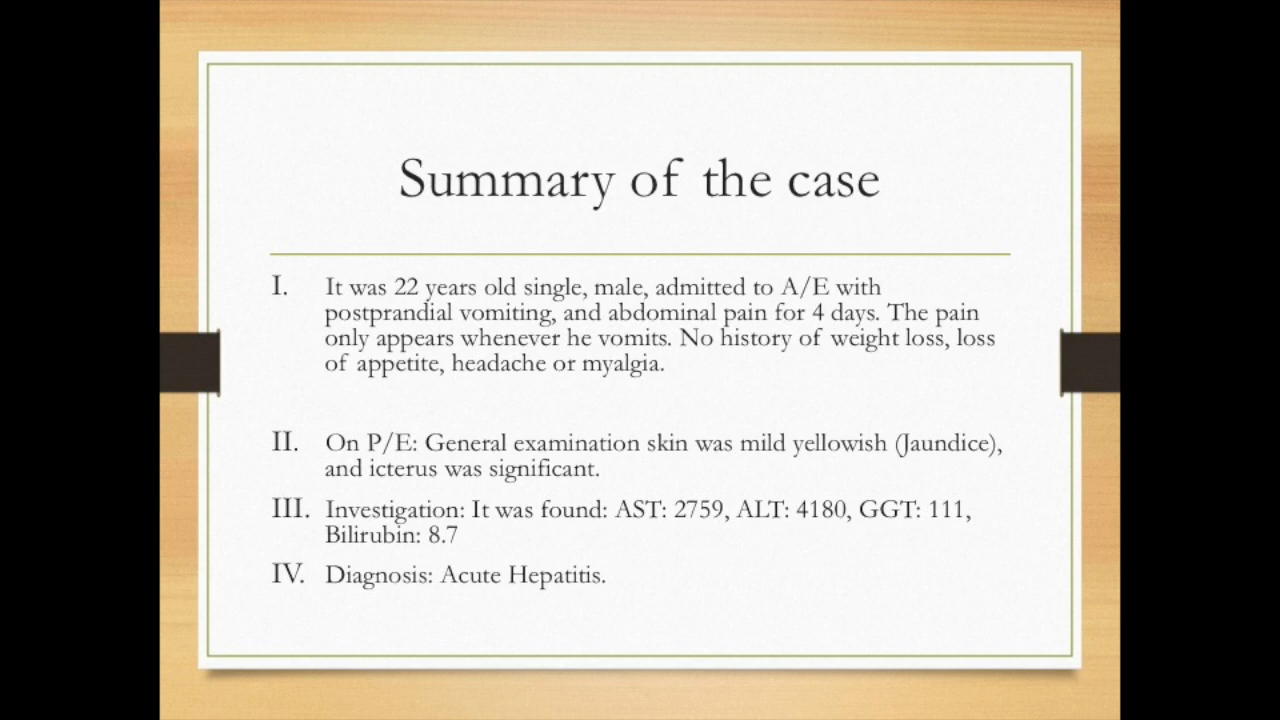 Summary of the case
I. It was 22 years old single, male, admitted to A/E with
postprandial vomiting, and abdominal pain for 4 days. The pain
only appears whenever he vomits. No history of weight loss, loss
of appetite, headache or myalgia.
II. On P/E: General examination skin was mild yellowish (Jaundice),
and icterus was significant.
III. Investigation: It was found: AST: 2759, ALT: 4180, GGT: 111,
Bilirubin: 8.7
IV. Diagnosis: Acute Hepatitis.